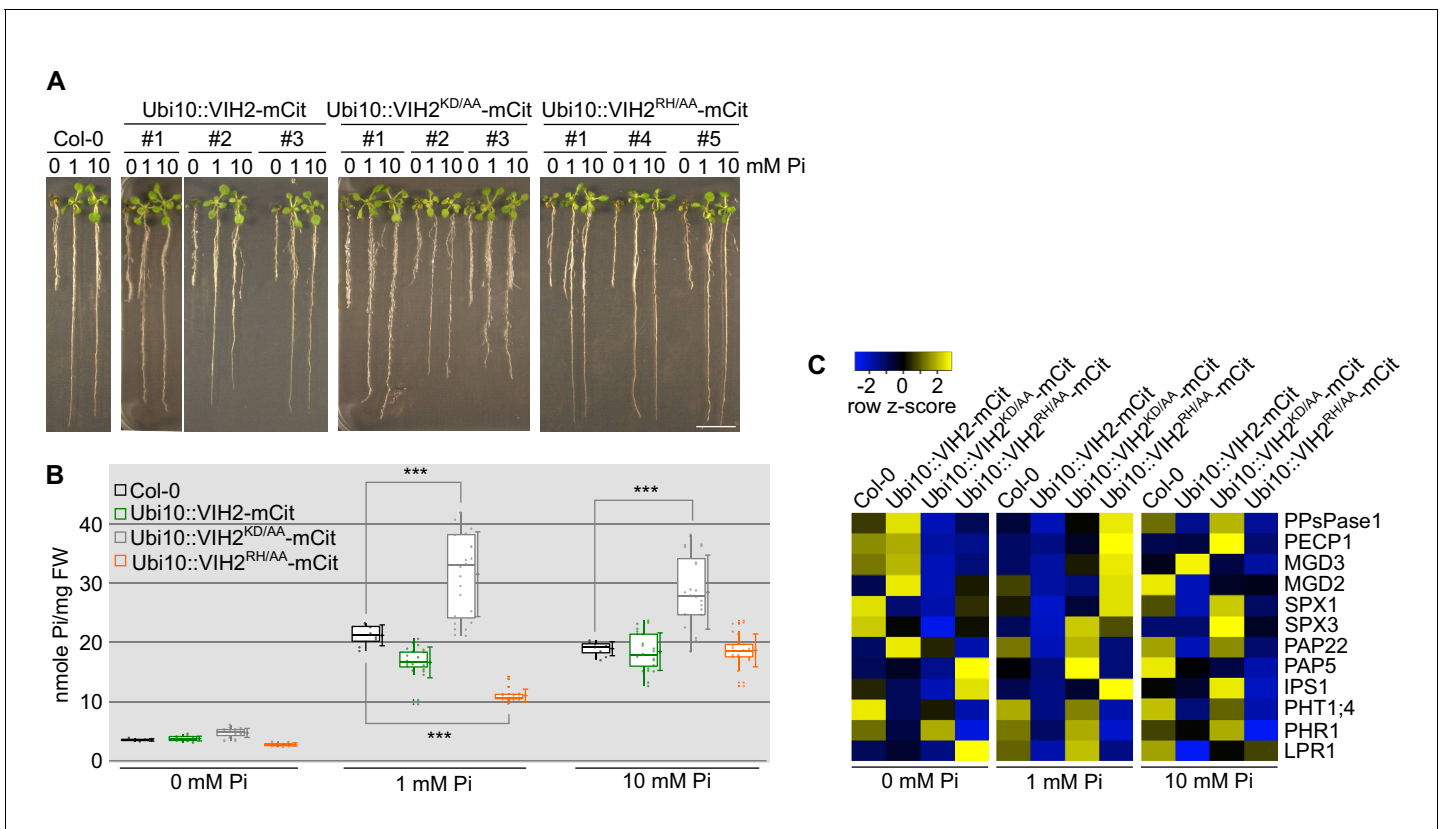 A
Ubi10::VIH2-mCit Ubi10::VIH2KD/AA-mCit Ubi10::VIH2RH/AA-mCit
Col-0 #1 #2 #3 #1 #2 #3 #1 #4 #5
0 1 10 0 1 10 0 1 10 0 1 10 0 1 10 0 1 10 0 1 10 0 1 10 0 1 10 0 1 10 mM Pi
B
Col-0
Ubi10::VIH2-mCit
Ubi10::VIH2KD/AA-mCit
Ubi10::VIH2RH/AA-mCit
***
***
***
nmole Pi/mg FW
40
30
20
10
0
0 mM Pi 1 mM Pi 10 mM Pi
C
-2 0 2
row z-score
Col-0
Ubi10::VIH2-mCit
Ubi10::VIH2KD/AA-mCit
Ubi10::VIH2RH/AA-mCit
Col-0
Ubi10::VIH2-mCit
Ubi10::VIH2KD/AA-mCit
Ubi10::VIH2RH/AA-mCit
Col-0
Ubi10::VIH2-mCit
Ubi10::VIH2KD/AA-mCit
Ubi10::VIH2RH/AA-mCit
PPsPase1
PECP1
MGD3
MGD2
SPX1
SPX3
PAP22
PAP5
IPS1
PHT1;4
PHR1
LPR1
0 mM Pi 1 mM Pi 10 mM Pi